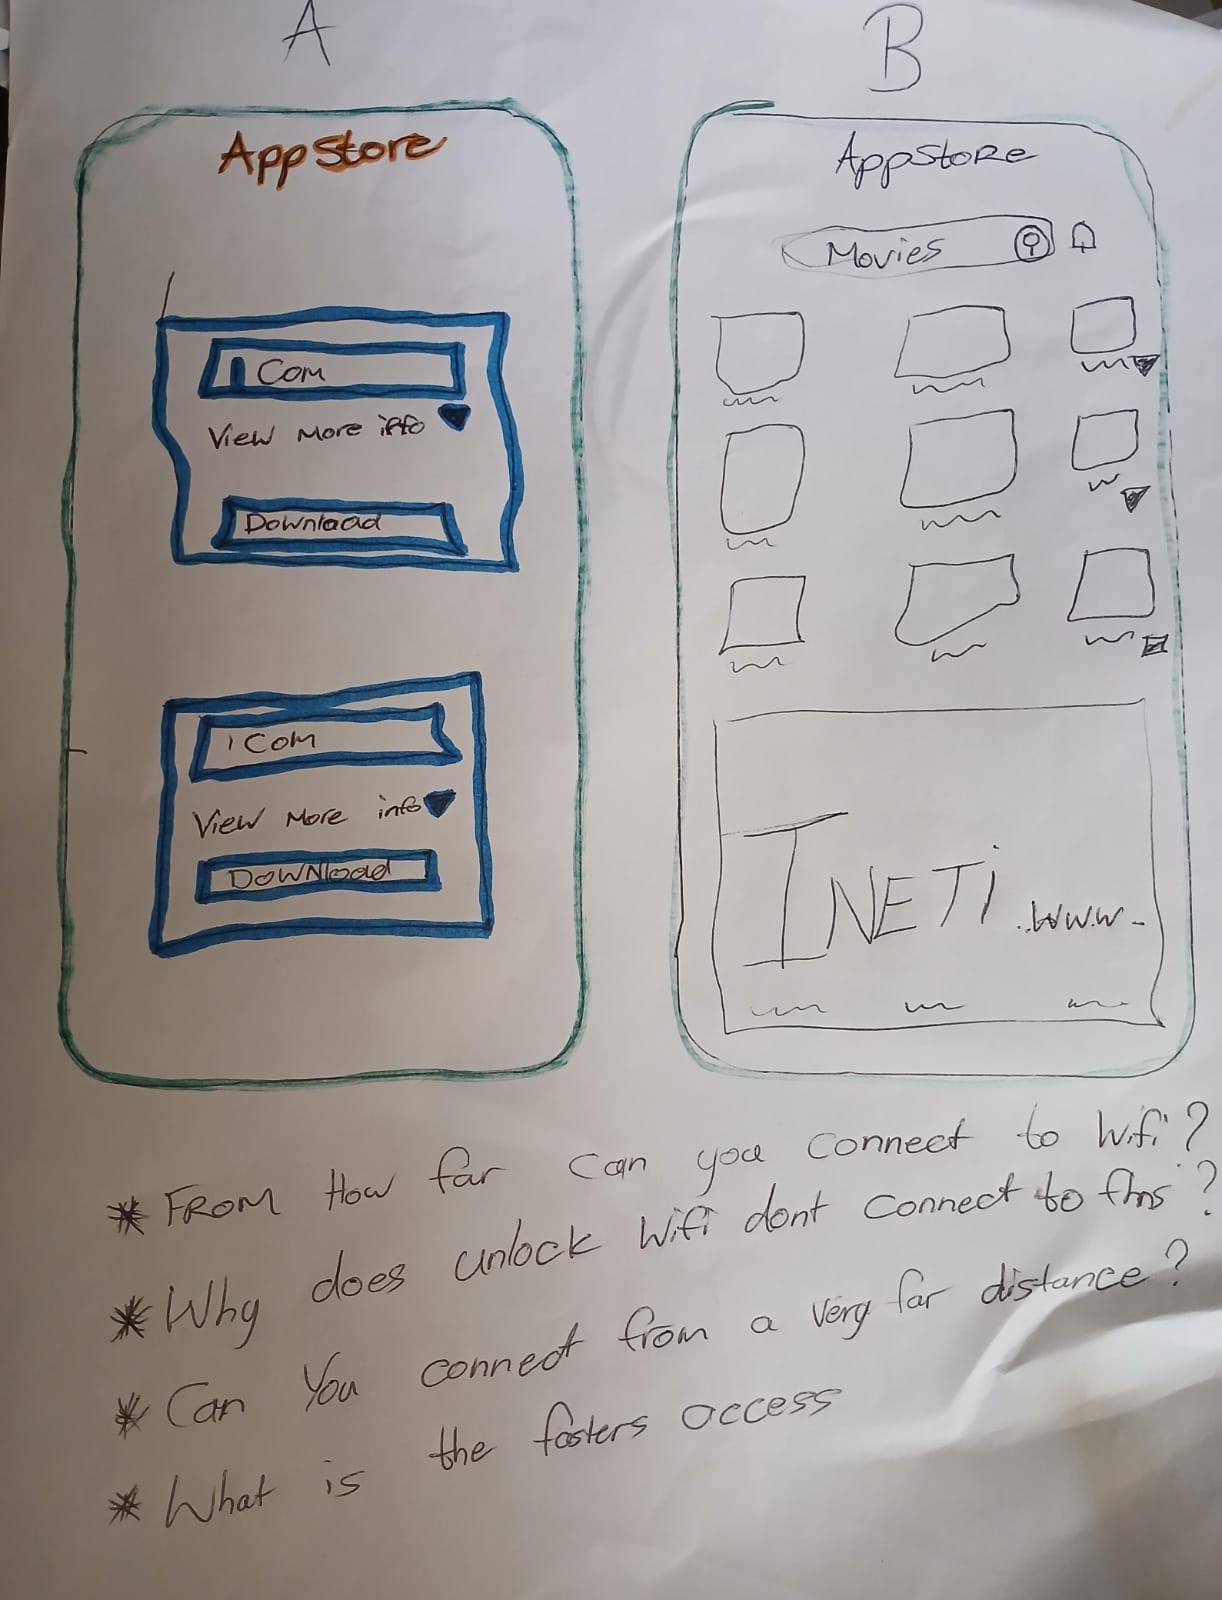 A
AppStore
Com
View More info
Download
i Com
View More info
Download
B
AppStore
Movies
INETi ..www-
* FROM How far can you connect to Wifi?
* Why does unlock Wifi dont connect to fhns?
* Can You connect from a very far distance?
* What is the fasters access